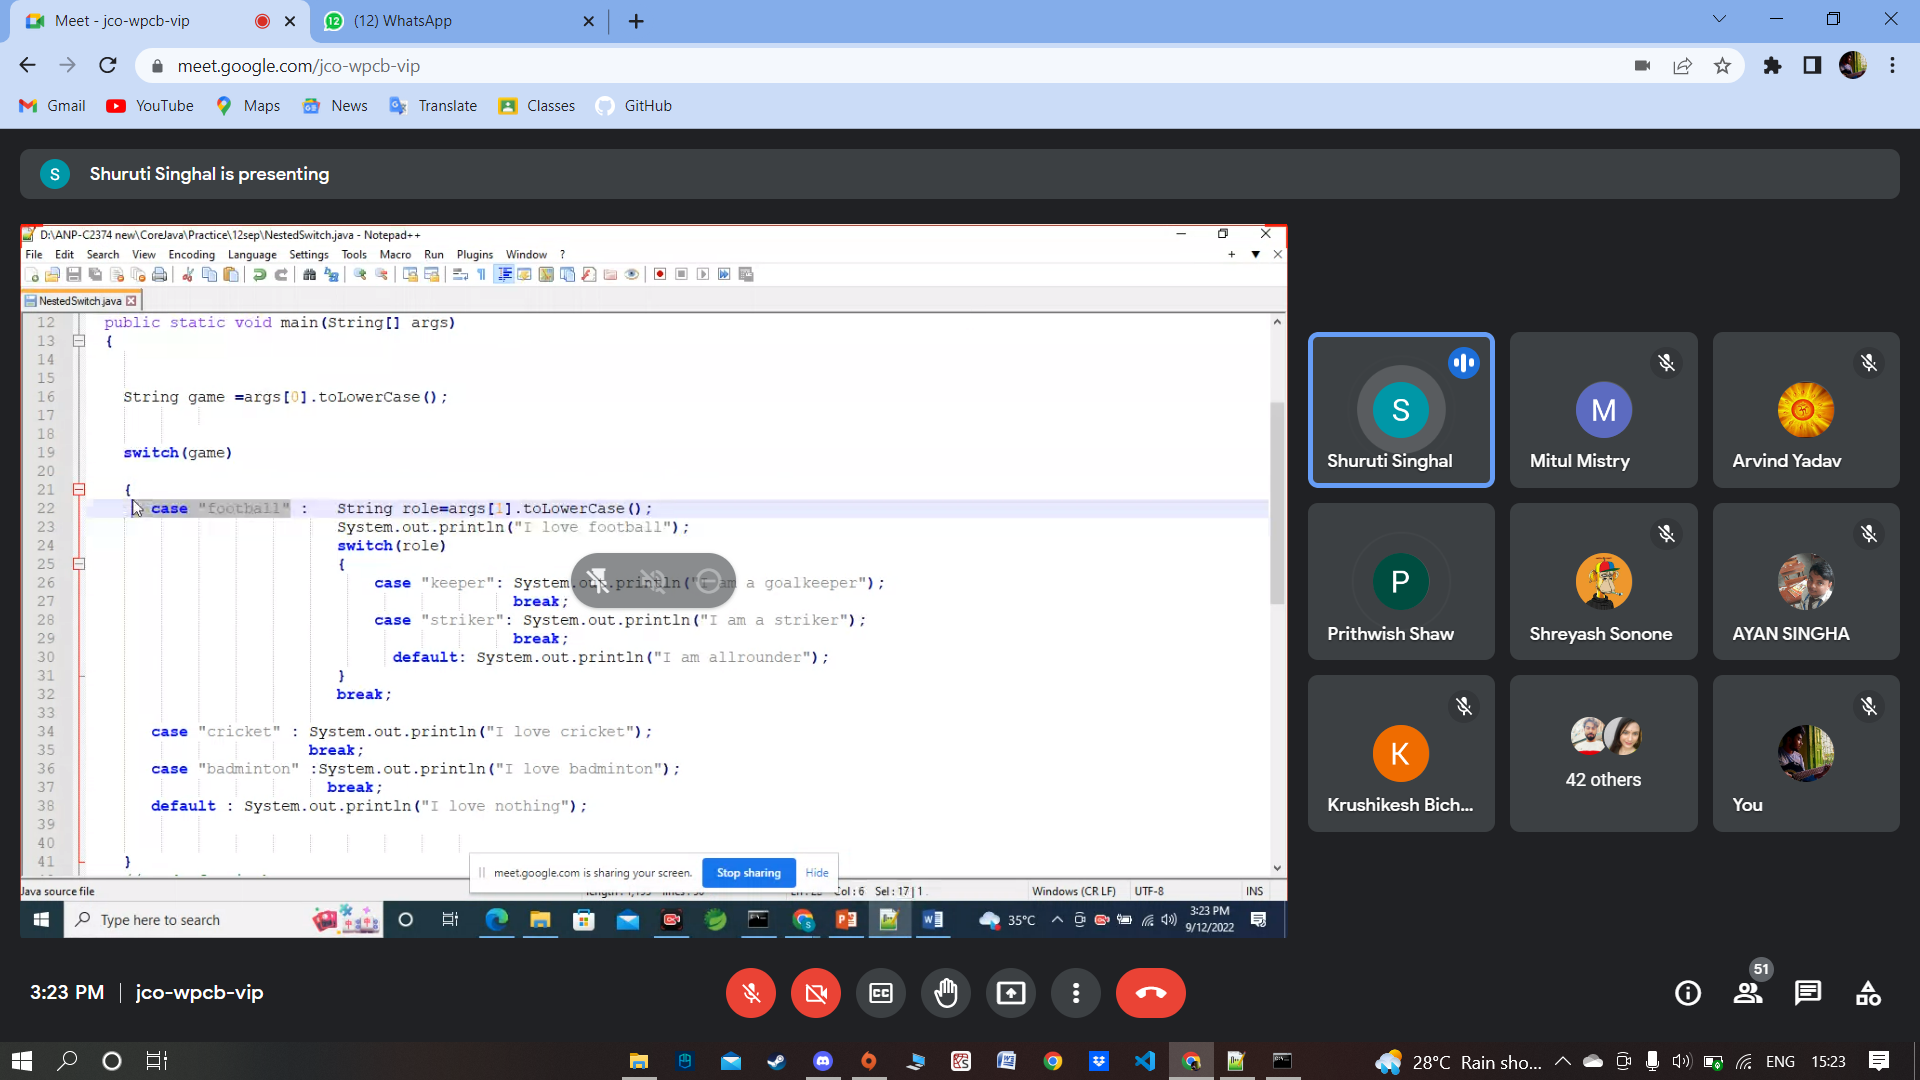 Meet - jco-wpcb-vip
12 (12) WhatsApp
meet.google.com/jco-wpcb-vip
Gmail YouTube Maps News Translate Classes GitHub
S Shuruti Singhal is presenting
D:\ANP-C2374 new\CoreJava\Practice\12sep\NestedSwitch.java - Notepad++
File Edit Search View Encoding Language Settings Tools Macro Run Plugins Window ?
NestedSwitch.java
12 public static void main(String[] args)
13 {
14
15
16 String game =args[0].toLowerCase();
17
18
19 switch(game)
20
21 {
22 case "football" : String role=args[1].toLowerCase();
23 System.out.println("I love football");
24 switch(role)
25 {
26 case "keeper": System.out.println("I am a goalkeeper");
27 break;
28 case "striker": System.out.println("I am a striker");
29 break;
30 default: System.out.println("I am allrounder");
31 }
32 break;
33
34 case "cricket" : System.out.println("I love cricket");
35 break;
36 case "badminton" :System.out.println("I love badminton");
37 break;
38 default : System.out.println("I love nothing");
39
40
41 }
meet.google.com is sharing your screen. Stop sharing Hide
Java source file Col : 6 Sel : 17 | 1 Windows (CR LF) UTF-8 INS
Type here to search 35°C 3:23 PM
9/12/2022
S Shuruti Singhal
M Mitul Mistry
Arvind Yadav
P Prithwish Shaw
Shreyash Sonone
AYAN SINGHA
K Krushikesh Bich...
42 others
You
3:23 PM | jco-wpcb-vip
CC
51
28°C Rain sho... ENG 15:23